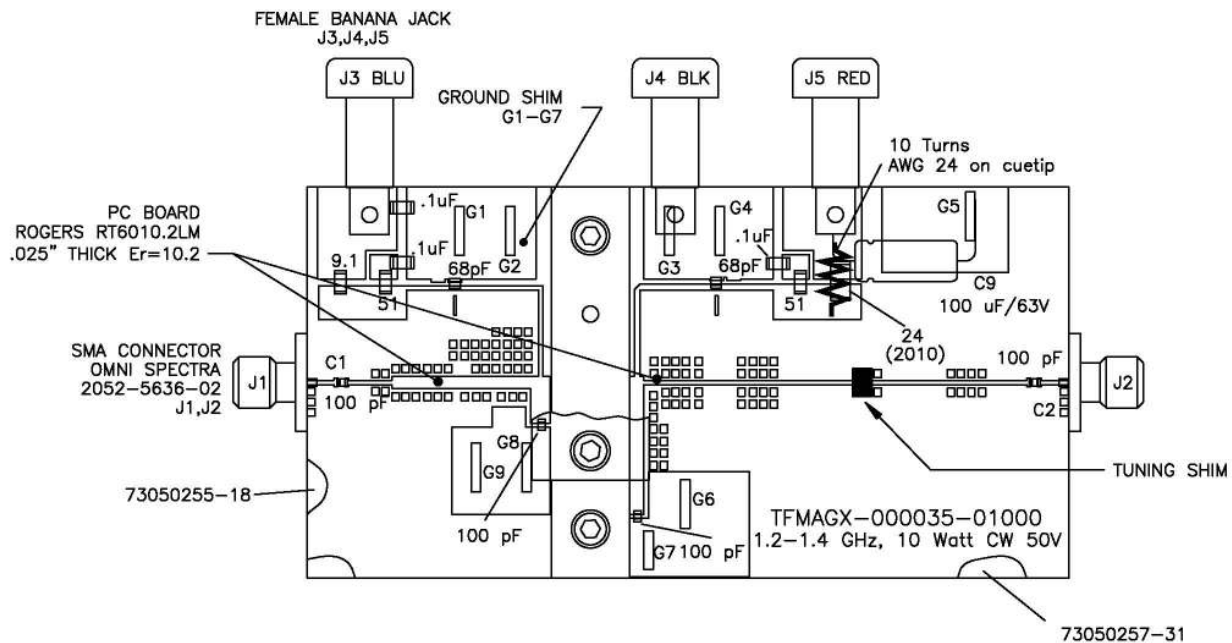 FEMALE BANANA JACK
J3,J4,J5
J3 BLU
J4 BLK
J5 RED
GROUND SHIM
G1-G7
10 Turns
AWG 24 on cuetip
PC BOARD
ROGERS RT6010.2LM
.025" THICK Er=10.2
.1uF
G1
G2
.1uF
9.1
51
68pF
G3
G4
.1uF
68pF
51
G5
C9
100 uF/63V
24
(2010)
SMA CONNECTOR
OMNI SPECTRA
2052-5636-02
J1,J2
J1
C1
100 pF
100 pF
C2
J2
TUNING SHIM
G8
G9
100 pF
73050255-18
G6
G7
100 pF
TFMAGX-000035-01000
1.2-1.4 GHz, 10 Watt CW 50V
73050257-31